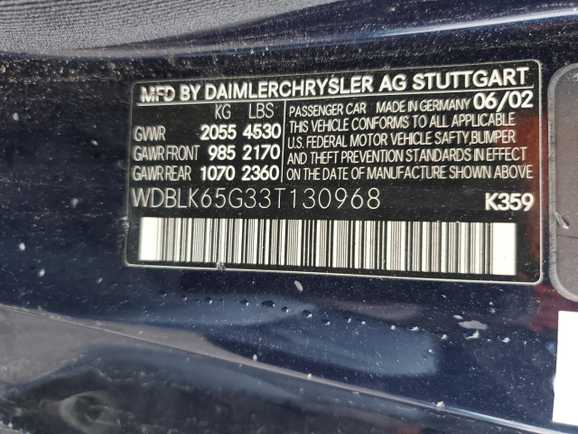 MFD BY DAIMLERCHRYSLER AG STUTTGART
KG LBS
GVWR 2055 4530
GAWR FRONT 985 2170
GAWR REAR 1070 2360
PASSENGER CAR MADE IN GERMANY 06/02
THIS VEHICLE CONFORMS TO ALL APPLICABLE
U.S. FEDERAL MOTOR VEHICLE SAFTY,BUMPER
AND THEFT PREVENTION STANDARDS IN EFFECT
ON THE DATE OF MANUFACTURE SHOWN ABOVE
WDBLK65G33T130968 K359